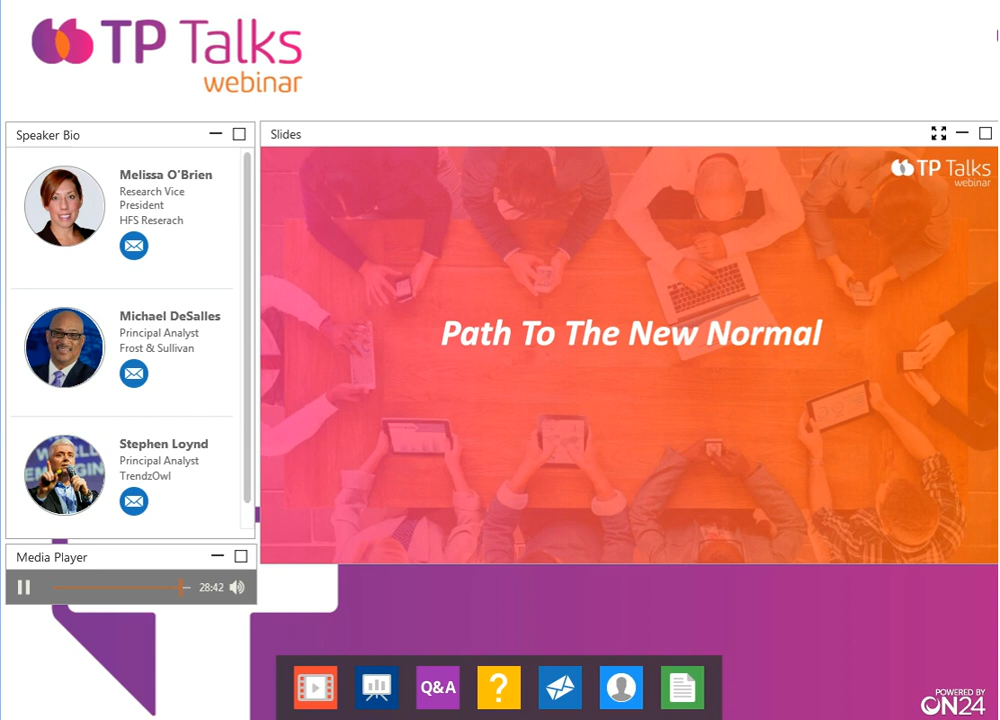 TP Talks
webinar
Speaker Bio
Melissa O'Brien
Research Vice
President
HFS Reserach
Michael DeSalles
Principal Analyst
Frost & Sullivan
WORLD
EMERGING
Stephen Loynd
Principal Analyst
TrendzOwl
Media Player
28:42
Slides
TP Talks
webinar
Path To The New Normal
Q&A
?
POWERED BY
ON24